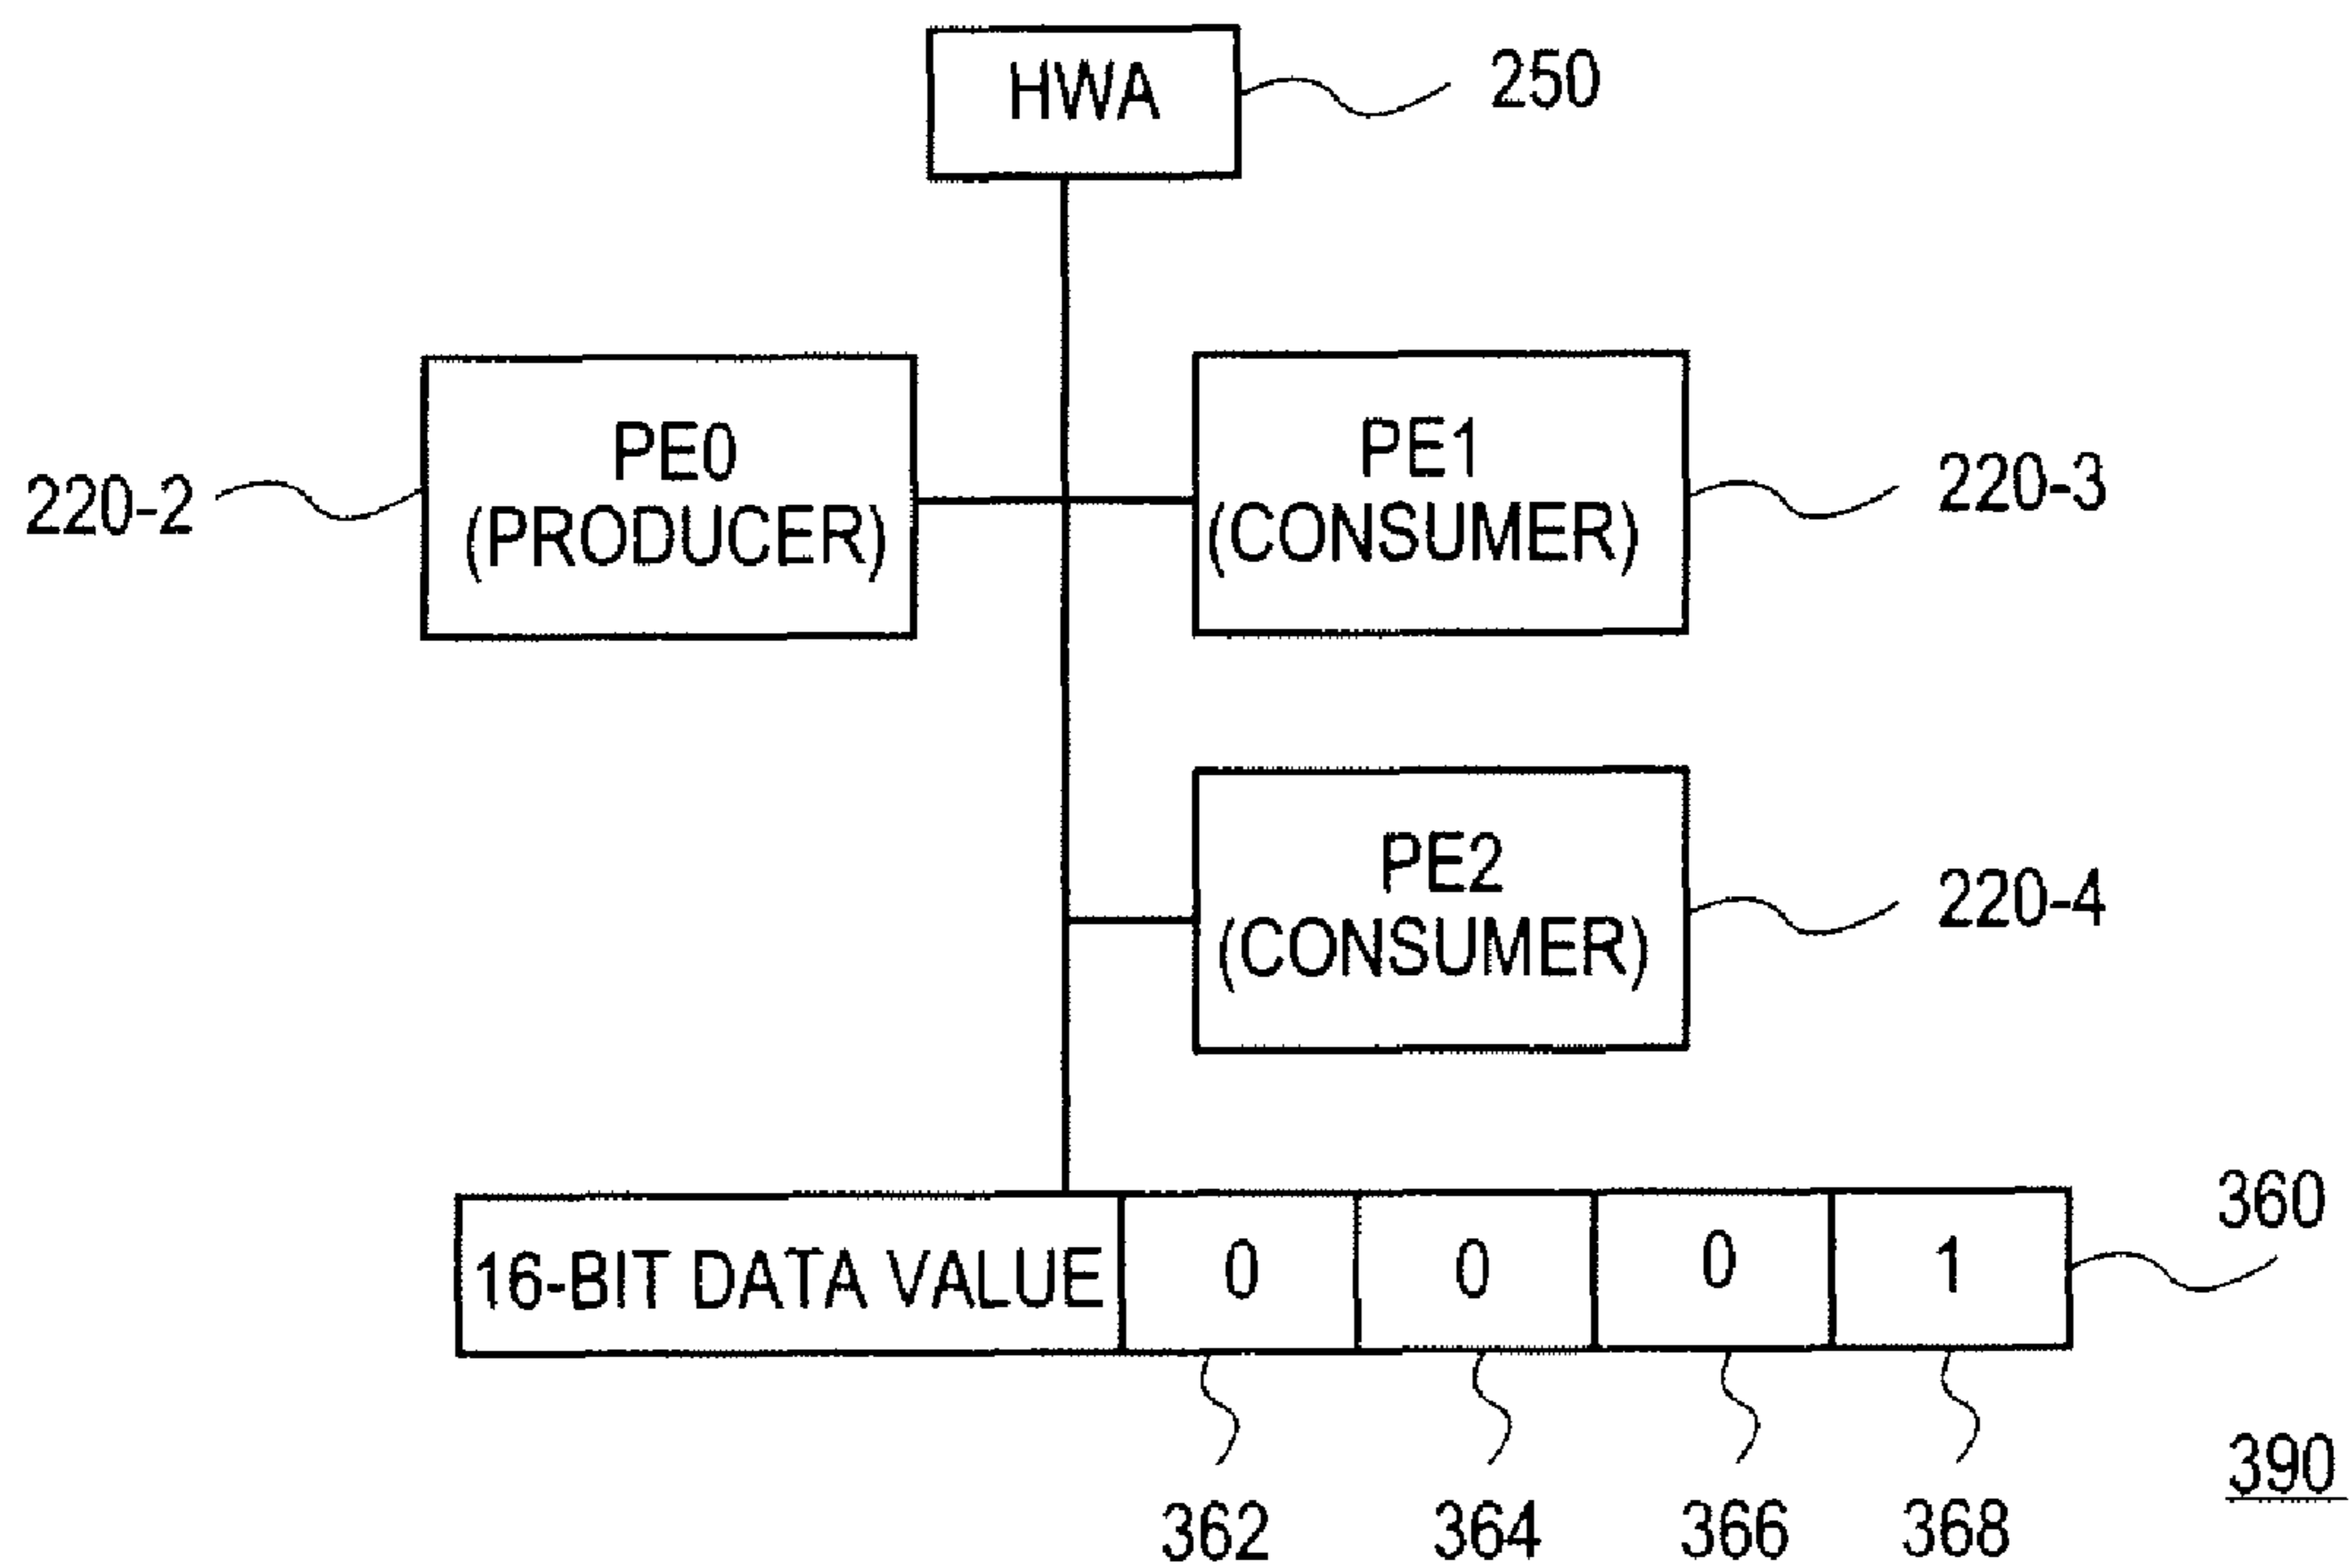 HWA
250
PE0
(PRODUCER)
220-2
PE1
(CONSUMER)
220-3
PE2
(CONSUMER)
220-4
16-BIT DATA VALUE 0 0 0 1
360
362 364 366 368
390